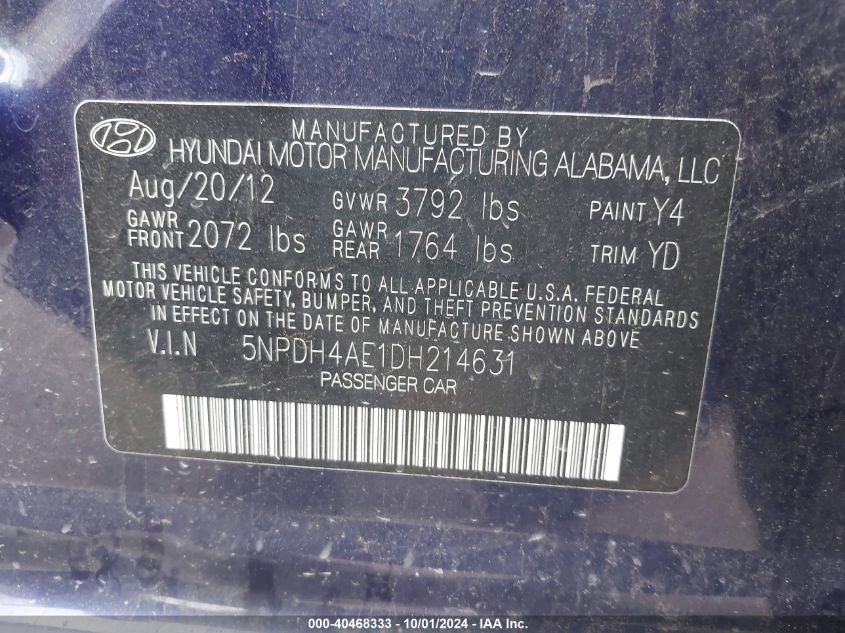 MANUFACTURED BY
HYUNDAI MOTOR MANUFACTURING ALABAMA, LLC
Aug/20/12 GVWR 3792 lbs PAINT Y4
GAWR FRONT 2072 lbs GAWR REAR 1764 lbs TRIM YD
THIS VEHICLE CONFORMS TO ALL APPLICABLE U.S.A. FEDERAL
MOTOR VEHICLE SAFETY, BUMPER, AND THEFT PREVENTION STANDARDS
IN EFFECT ON THE DATE OF MANUFACTURE SHOWN ABOVE
V.I.N 5NPDH4AE1DH214631
PASSENGER CAR
000-40468333 - 10/01/2024 - IAA Inc.